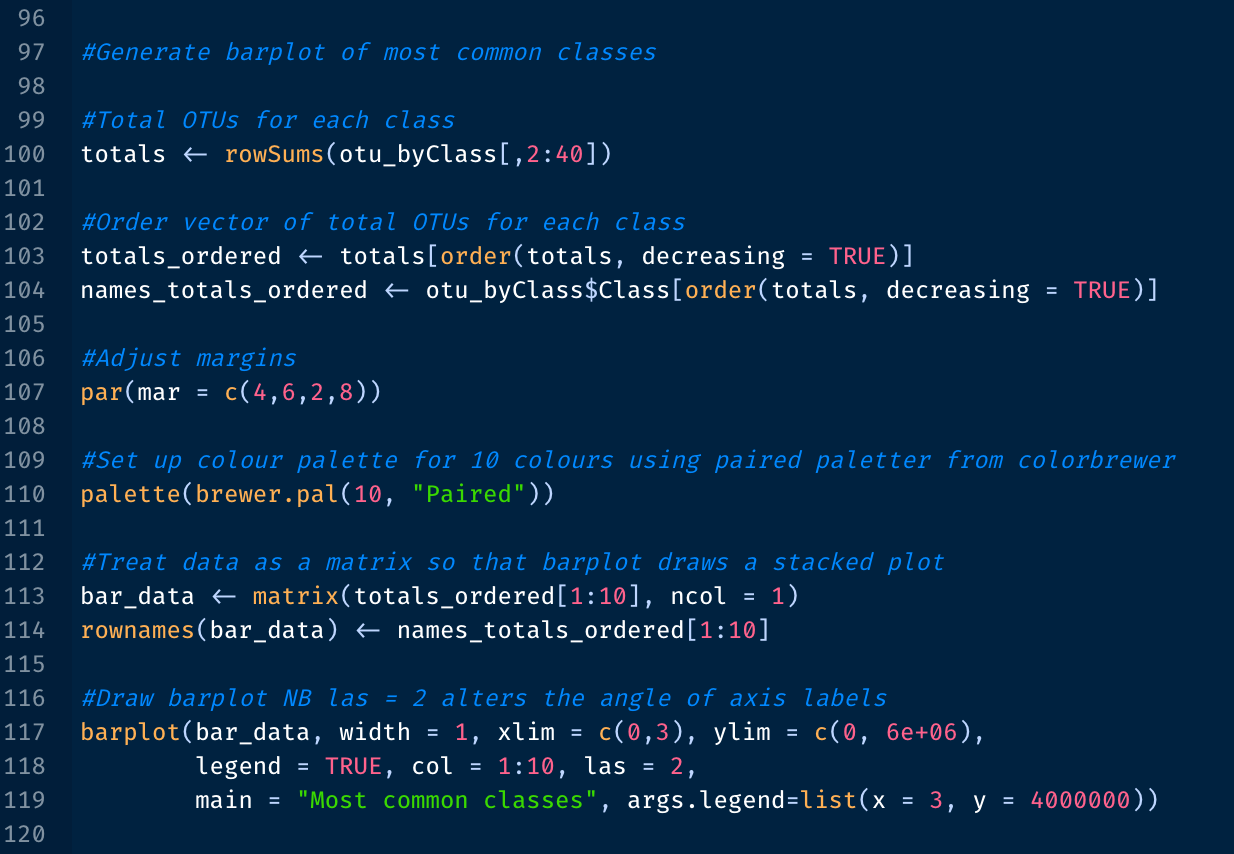 96
97 #Generate barplot of most common classes
98
99 #Total OTUs for each class
100 totals <- rowSums(otu_byClass[,2:40])
101
102 #Order vector of total OTUs for each class
103 totals_ordered <- totals[order(totals, decreasing = TRUE)]
104 names_totals_ordered <- otu_byClass$Class[order(totals, decreasing = TRUE)]
105
106 #Adjust margins
107 par(mar = c(4,6,2,8))
108
109 #Set up colour palette for 10 colours using paired paletter from colorbrewer
110 palette(brewer.pal(10, "Paired"))
111
112 #Treat data as a matrix so that barplot draws a stacked plot
113 bar_data <- matrix(totals_ordered[1:10], ncol = 1)
114 rownames(bar_data) <- names_totals_ordered[1:10]
115
116 #Draw barplot NB las = 2 alters the angle of axis labels
117 barplot(bar_data, width = 1, xlim = c(0,3), ylim = c(0, 6e+06),
118         legend = TRUE, col = 1:10, las = 2,
119         main = "Most common classes", args.legend=list(x = 3, y = 4000000))
120